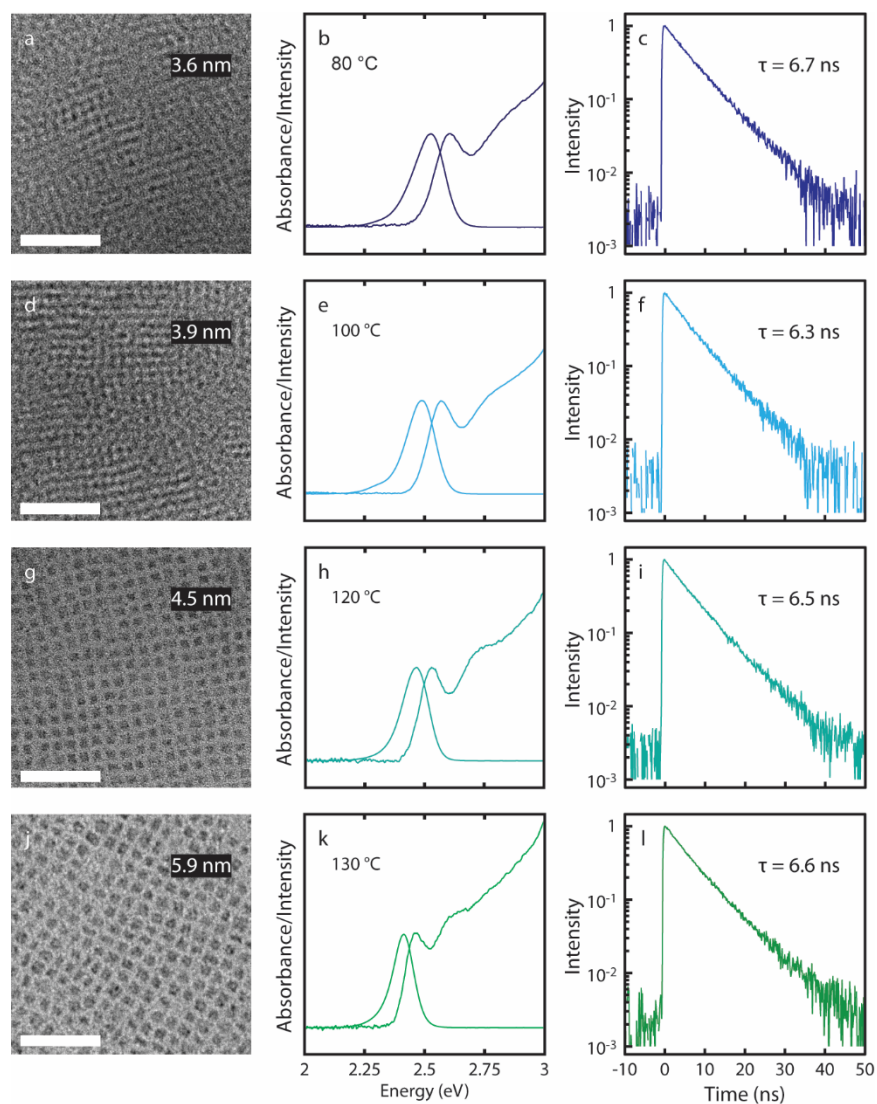 a
3.6 nm
b
80 °C
Absorbance/Intensity
c
τ = 6.7 ns
Intensity
1
10-1
10-2
10-3
d
3.9 nm
e
100 °C
Absorbance/Intensity
f
τ = 6.3 ns
Intensity
1
10-1
10-2
10-3
g
4.5 nm
h
120 °C
Absorbance/Intensity
i
τ = 6.5 ns
Intensity
1
10-1
10-2
10-3
j
5.9 nm
k
130 °C
Absorbance/Intensity
2 2.25 2.5 2.75 3
Energy (eV)
l
τ = 6.6 ns
Intensity
1
10-1
10-2
10-3
-10 0 10 20 30 40 50
Time (ns)